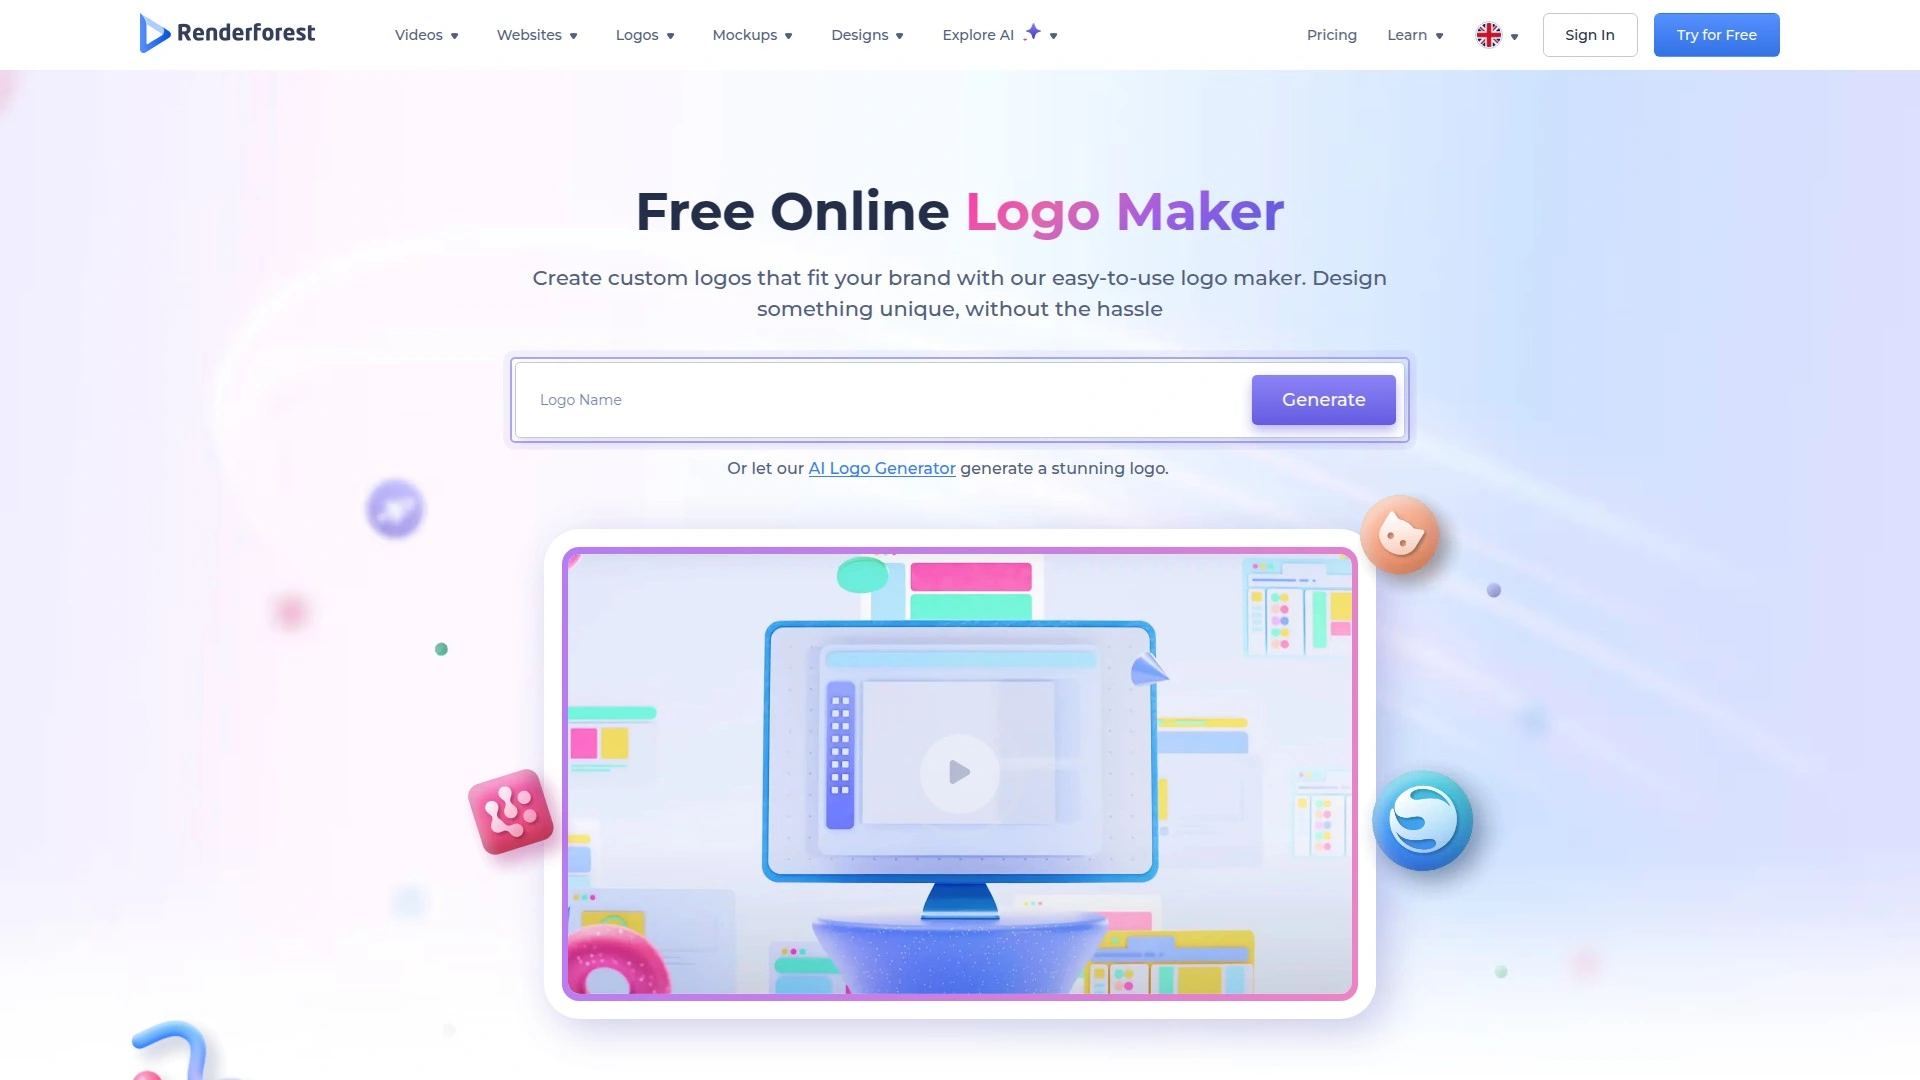 Renderforest
Videos
Websites
Logos
Mockups
Designs
Explore AI
Pricing
Learn
Sign In
Try for Free
Free Online Logo Maker
Create custom logos that fit your brand with our easy-to-use logo maker. Design
something unique, without the hassle
Logo Name
Generate
Or let our AI Logo Generator generate a stunning logo.